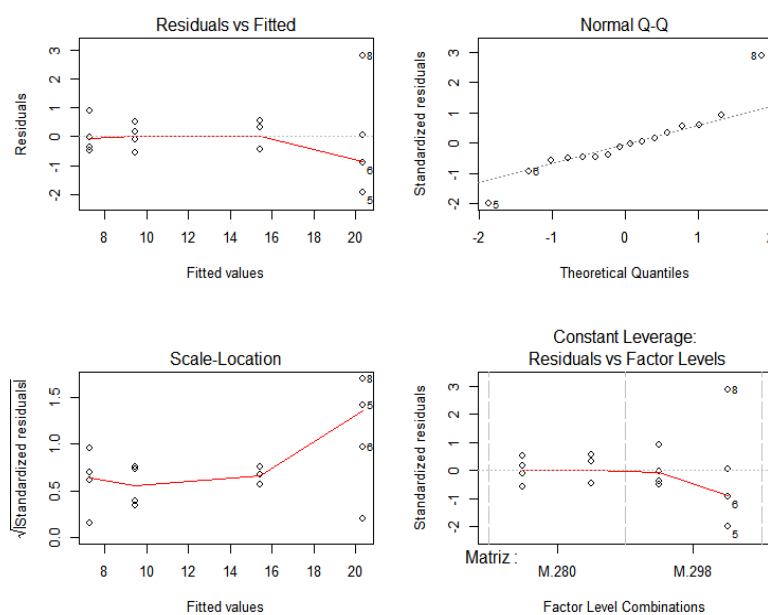 Residuals vs Fitted
Residuals
3
2
1
0
-1
-2
8
6
5
8 10 12 14 16 18 20
Fitted values
Normal Q-Q
Standardized residuals
3
2
1
0
-1
-2
8
6
5
-2 -1 0 1 2
Theoretical Quantiles
Scale-Location
√|Standardized residuals|
1.5
1.0
0.5
0.0
8
5
6
8 10 12 14 16 18 20
Fitted values
Constant Leverage:
Residuals vs Factor Levels
Standardized residuals
3
2
1
0
-1
-2
8
6
5
Matriz :
M.280 M.298
Factor Level Combinations